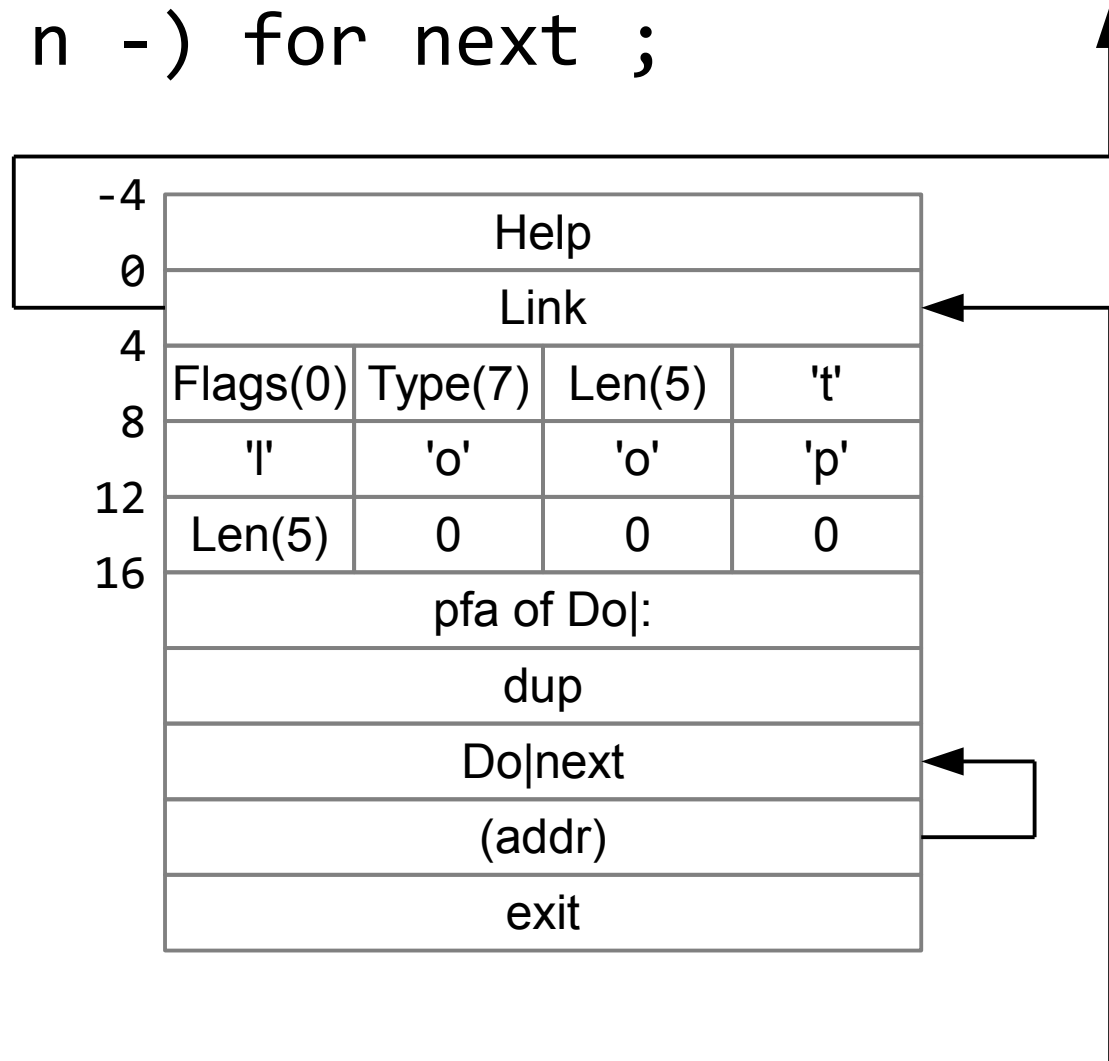 n -) for next ;
-4
Help
0
Link
4
Flags(0) Type(7) Len(5) 't'
8
'l' 'o' 'o' 'p'
12
Len(5) 0 0 0
16
pfa of Do|:
dup
Do|next
(addr)
exit